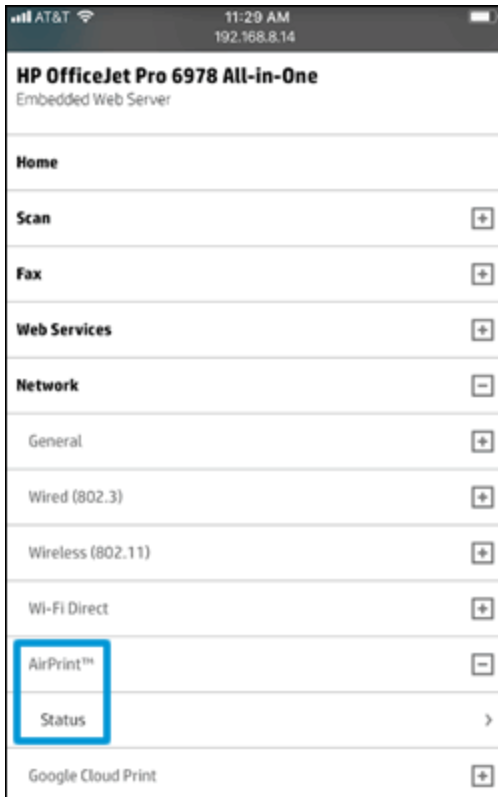 AT&T 11:29 AM
192.168.8.14
HP OfficeJet Pro 6978 All-in-One
Embedded Web Server
Home
Scan
Fax
Web Services
Network
General
Wired (802.3)
Wireless (802.11)
Wi-Fi Direct
AirPrint™
Status
Google Cloud Print